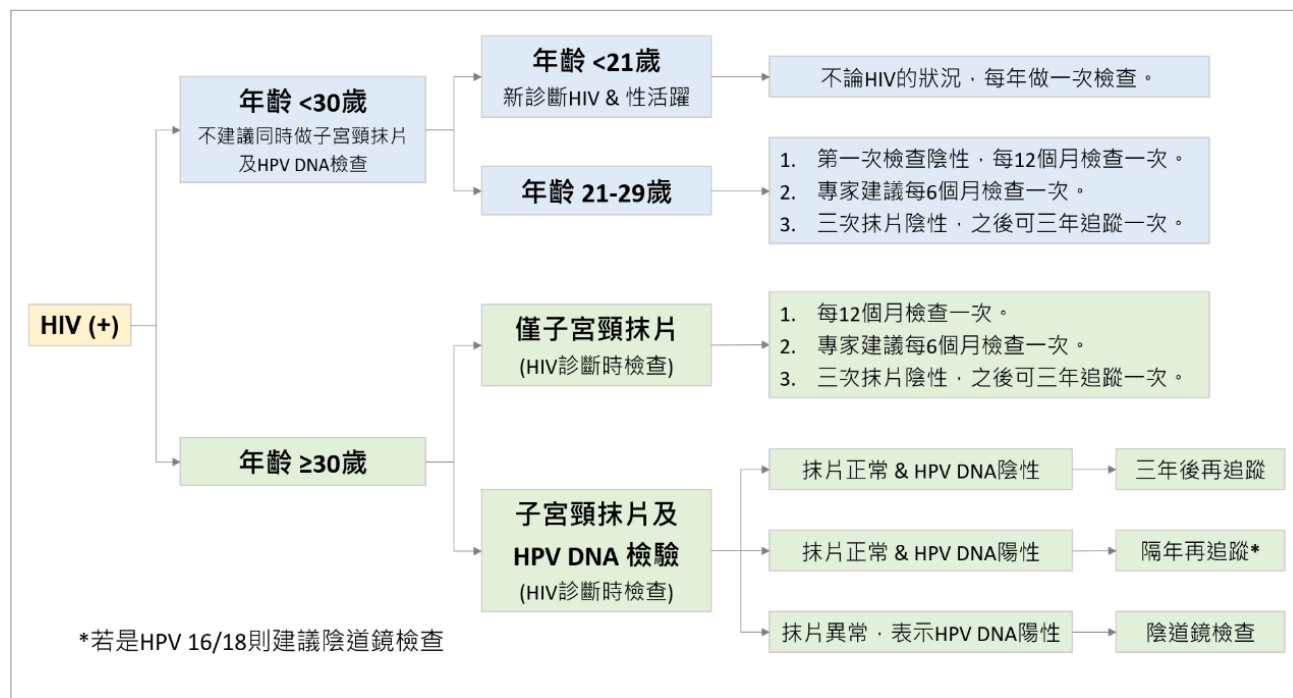 HIV (+)
年齡 <30歲
不建議同時做子宮頸抹片
及HPV DNA檢查
年齡 <21歲
新診斷HIV & 性活躍
不論HIV的狀況，每年做一次檢查。
年齡 21-29歲
1. 第一次檢查陰性，每12個月檢查一次。
2. 專家建議每6個月檢查一次。
3. 三次抹片陰性，之後可三年追蹤一次。
年齡 ≥30歲
僅子宮頸抹片
(HIV診斷時檢查)
1. 每12個月檢查一次。
2. 專家建議每6個月檢查一次。
3. 三次抹片陰性，之後可三年追蹤一次。
子宮頸抹片及
HPV DNA 檢驗
(HIV診斷時檢查)
抹片正常 & HPV DNA陰性
三年後再追蹤
抹片正常 & HPV DNA陽性
隔年再追蹤*
抹片異常，表示HPV DNA陽性
陰道鏡檢查
*若是HPV 16/18則建議陰道鏡檢查